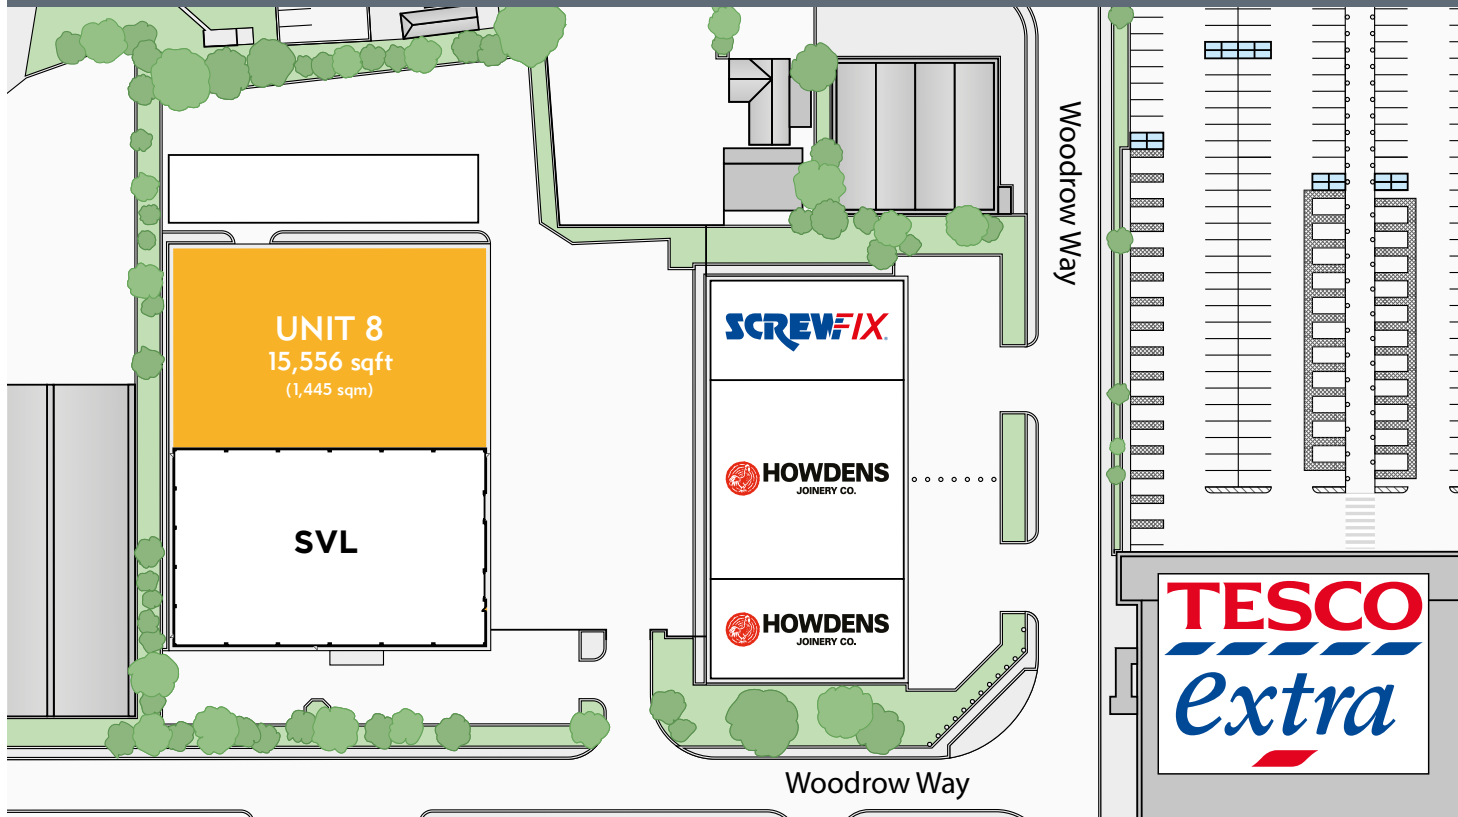 Woodrow Way
UNIT 8
15,556 sqft
(1,445 sqm)
SVL
SCREWFIX
HOWDENS
JOINERY CO.
HOWDENS
JOINERY CO.
TESCO
extra
Woodrow Way